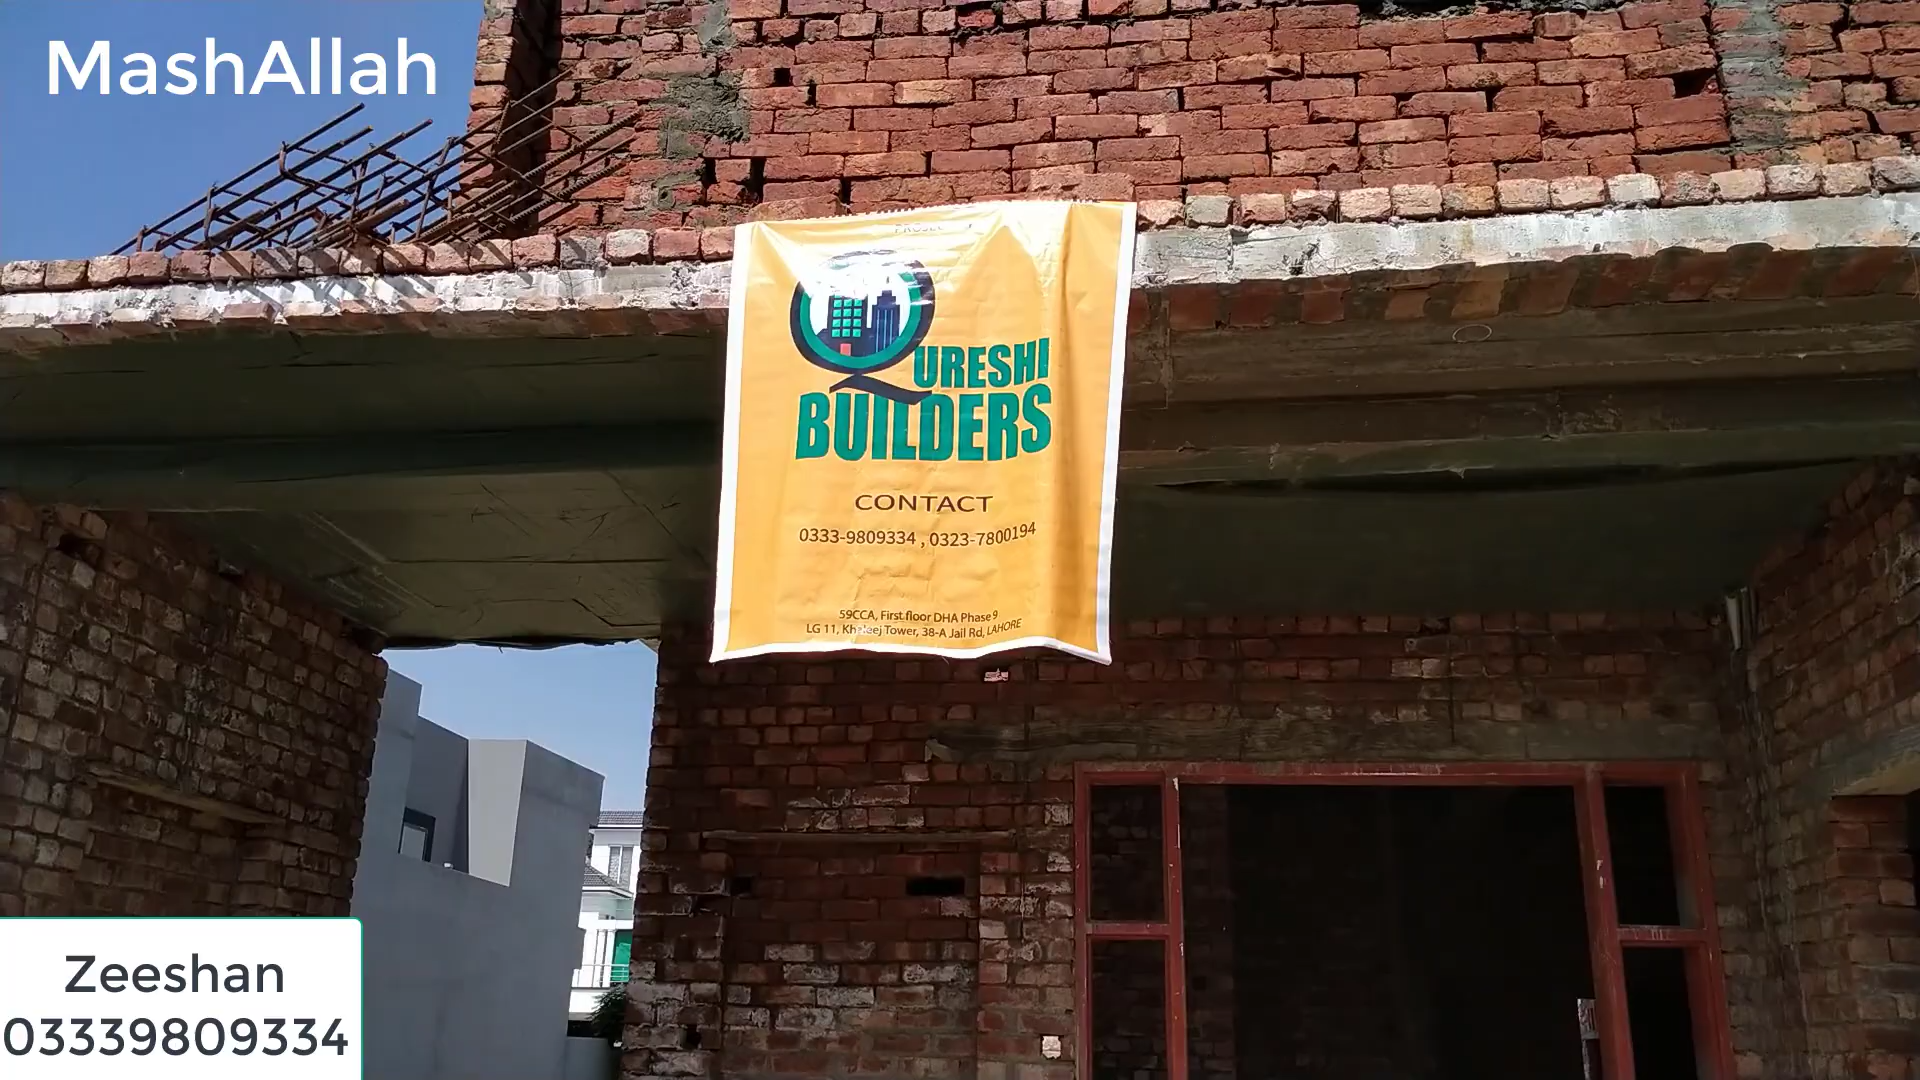 MashAllah
QURESHI
BUILDERS
CONTACT
0333-9809334 , 0323-7800194
59CCA, First floor DHA Phase 9
LG 11, Khaleej Tower, 38-A Jail Rd, LAHORE
Zeeshan
03339809334